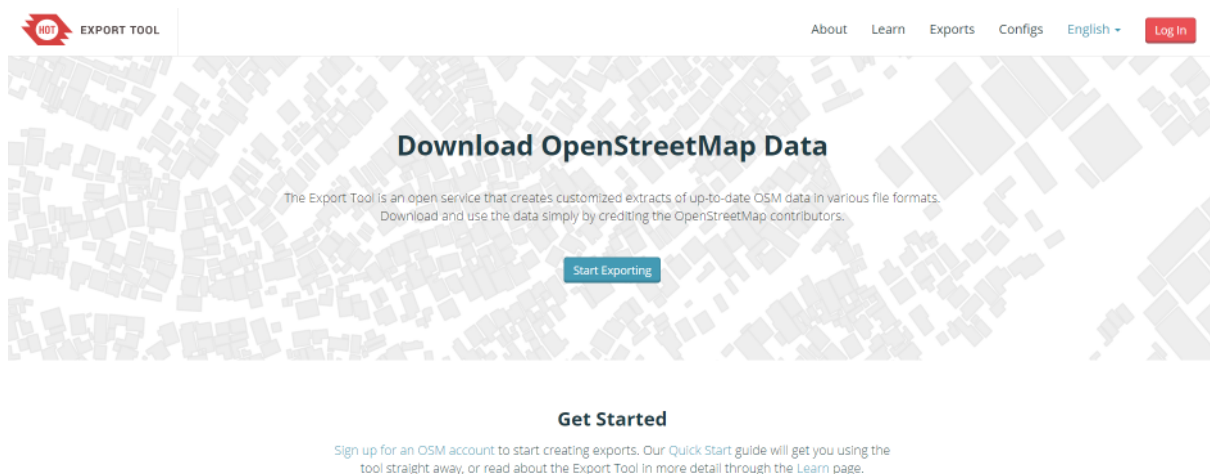 HOT EXPORT TOOL About Learn Exports Configs English Log In
Download OpenStreetMap Data
The Export Tool is an open service that creates customized extracts of up-to-date OSM data in various file formats.
Download and use the data simply by crediting the OpenStreetMap contributors.
Start Exporting
Get Started
Sign up for an OSM account to start creating exports. Our Quick Start guide will get you using the
tool straight away, or read about the Export Tool in more detail through the Learn page.